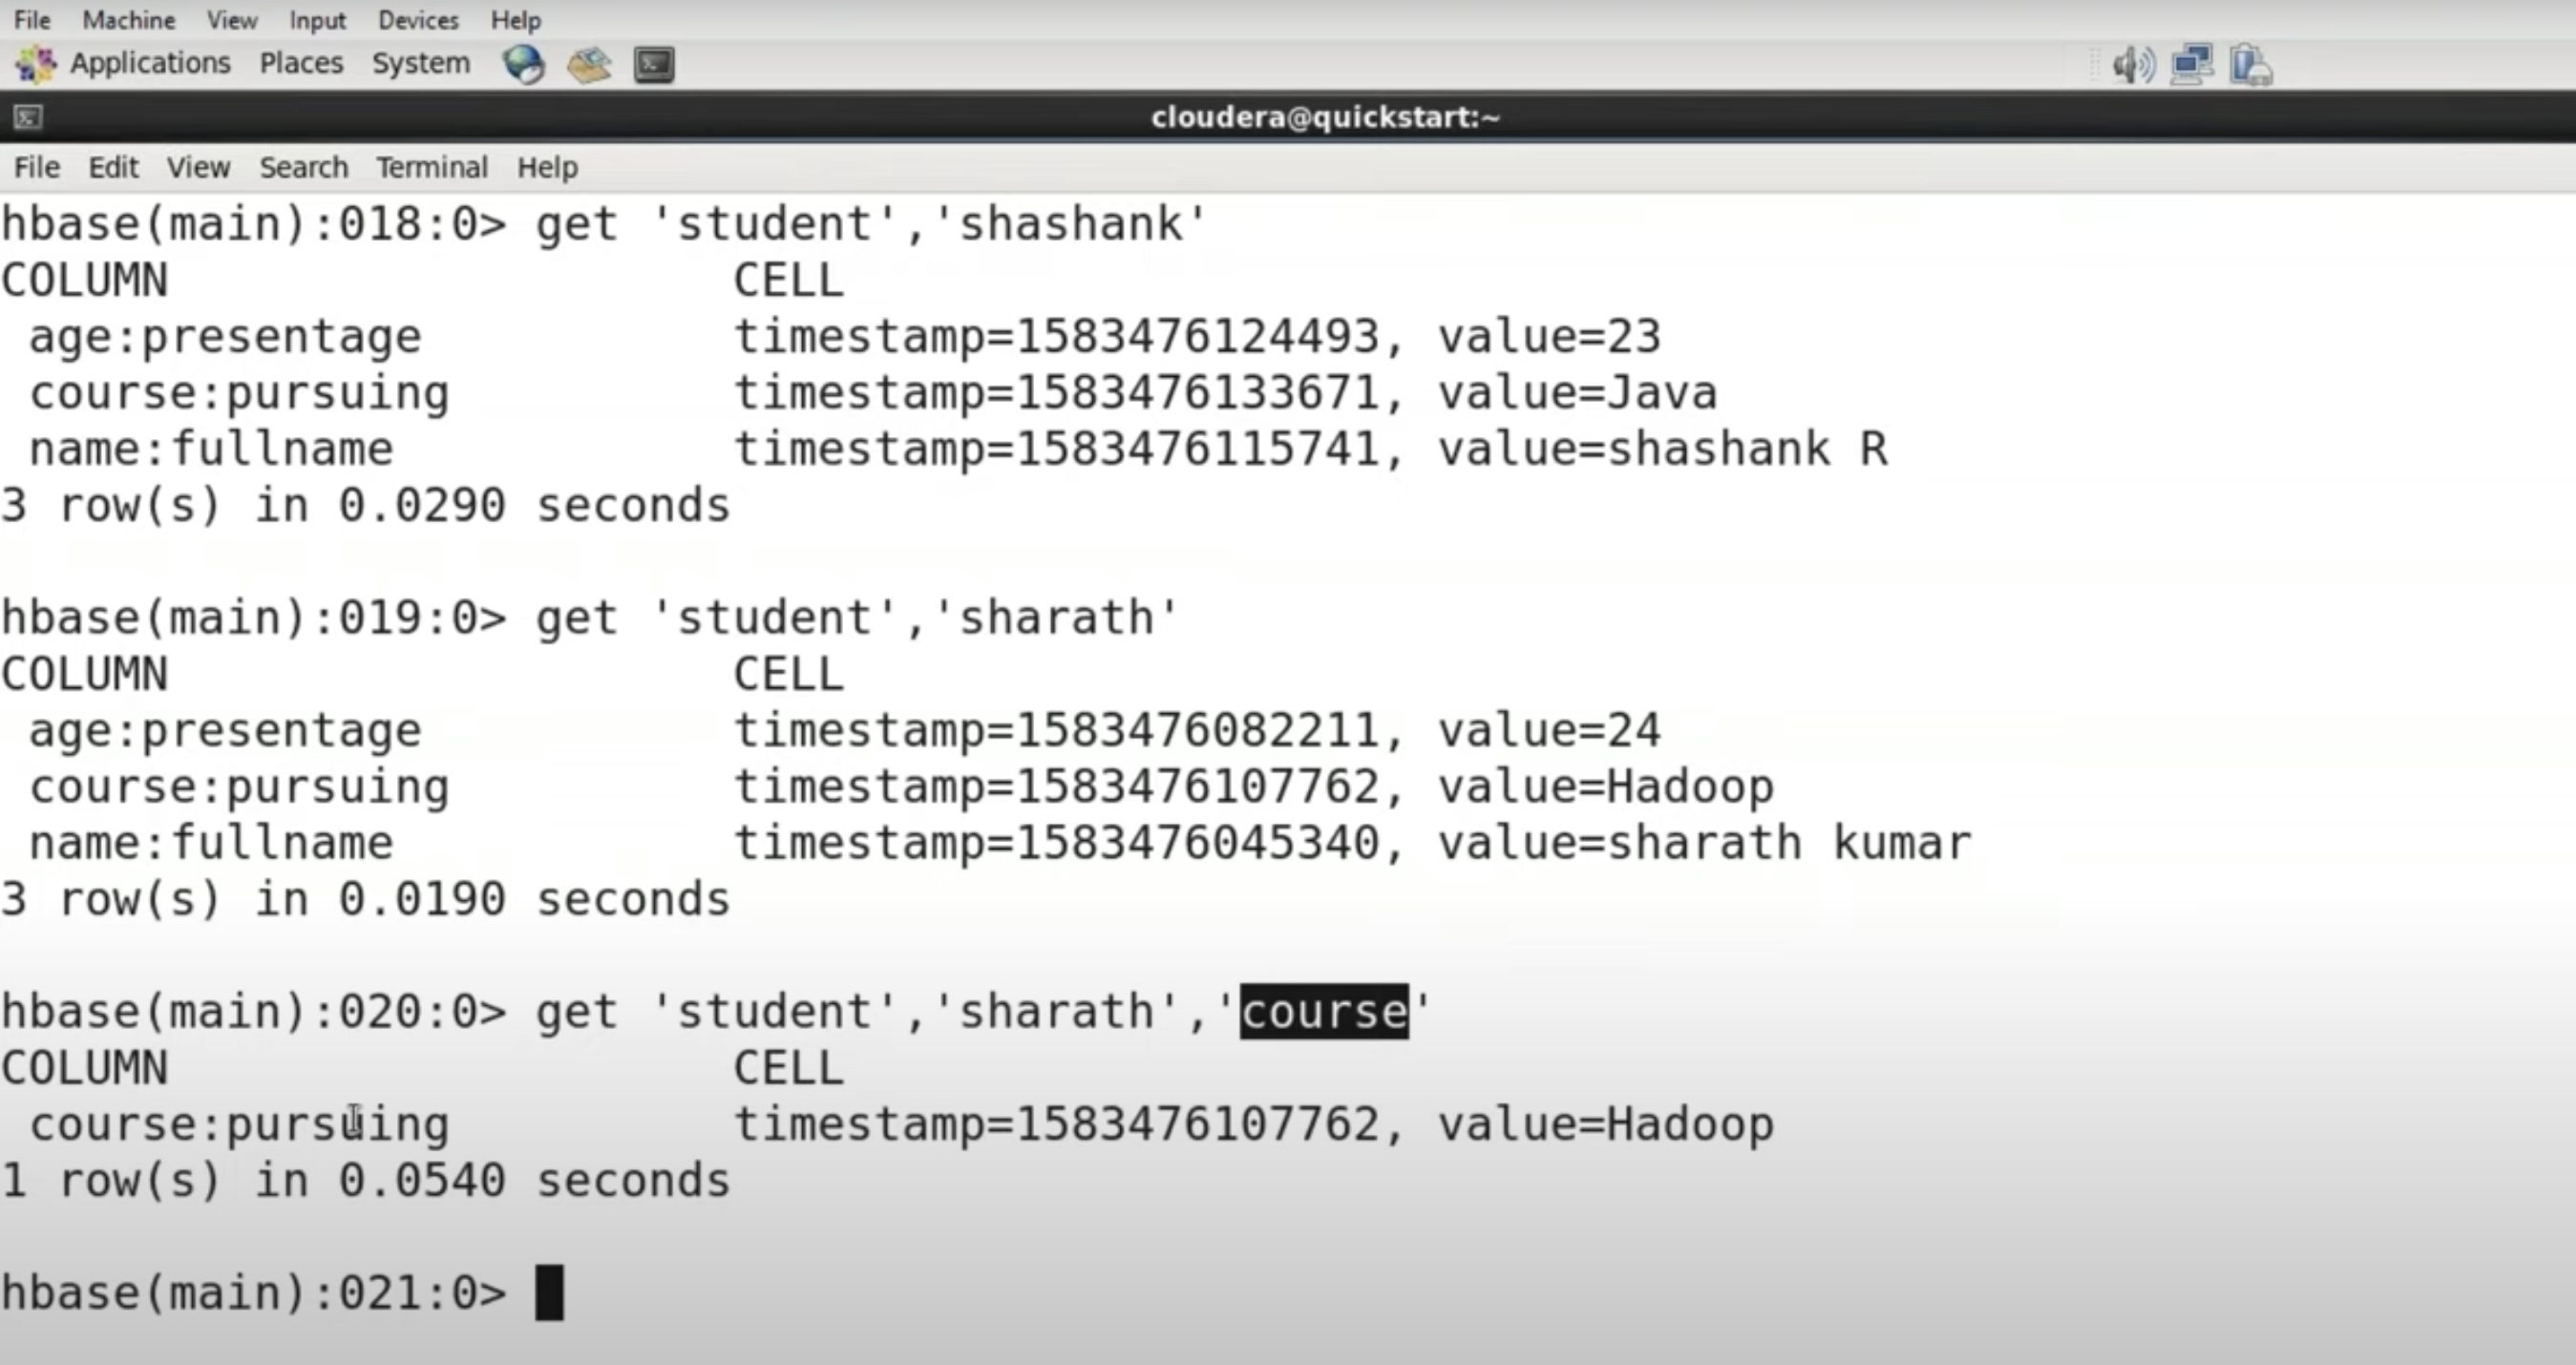 File Machine View Input Devices Help
Applications Places System
cloudera@quickstart:~
File Edit View Search Terminal Help
hbase(main):018:0> get 'student','shashank'
COLUMN CELL
age:presentage timestamp=1583476124493, value=23
course:pursuing timestamp=1583476133671, value=Java
name:fullname timestamp=1583476115741, value=shashank R
3 row(s) in 0.0290 seconds
hbase(main):019:0> get 'student','sharath'
COLUMN CELL
age:presentage timestamp=1583476082211, value=24
course:pursuing timestamp=1583476107762, value=Hadoop
name:fullname timestamp=1583476045340, value=sharath kumar
3 row(s) in 0.0190 seconds
hbase(main):020:0> get 'student','sharath','course'
COLUMN CELL
course:pursuing timestamp=1583476107762, value=Hadoop
1 row(s) in 0.0540 seconds
hbase(main):021:0>